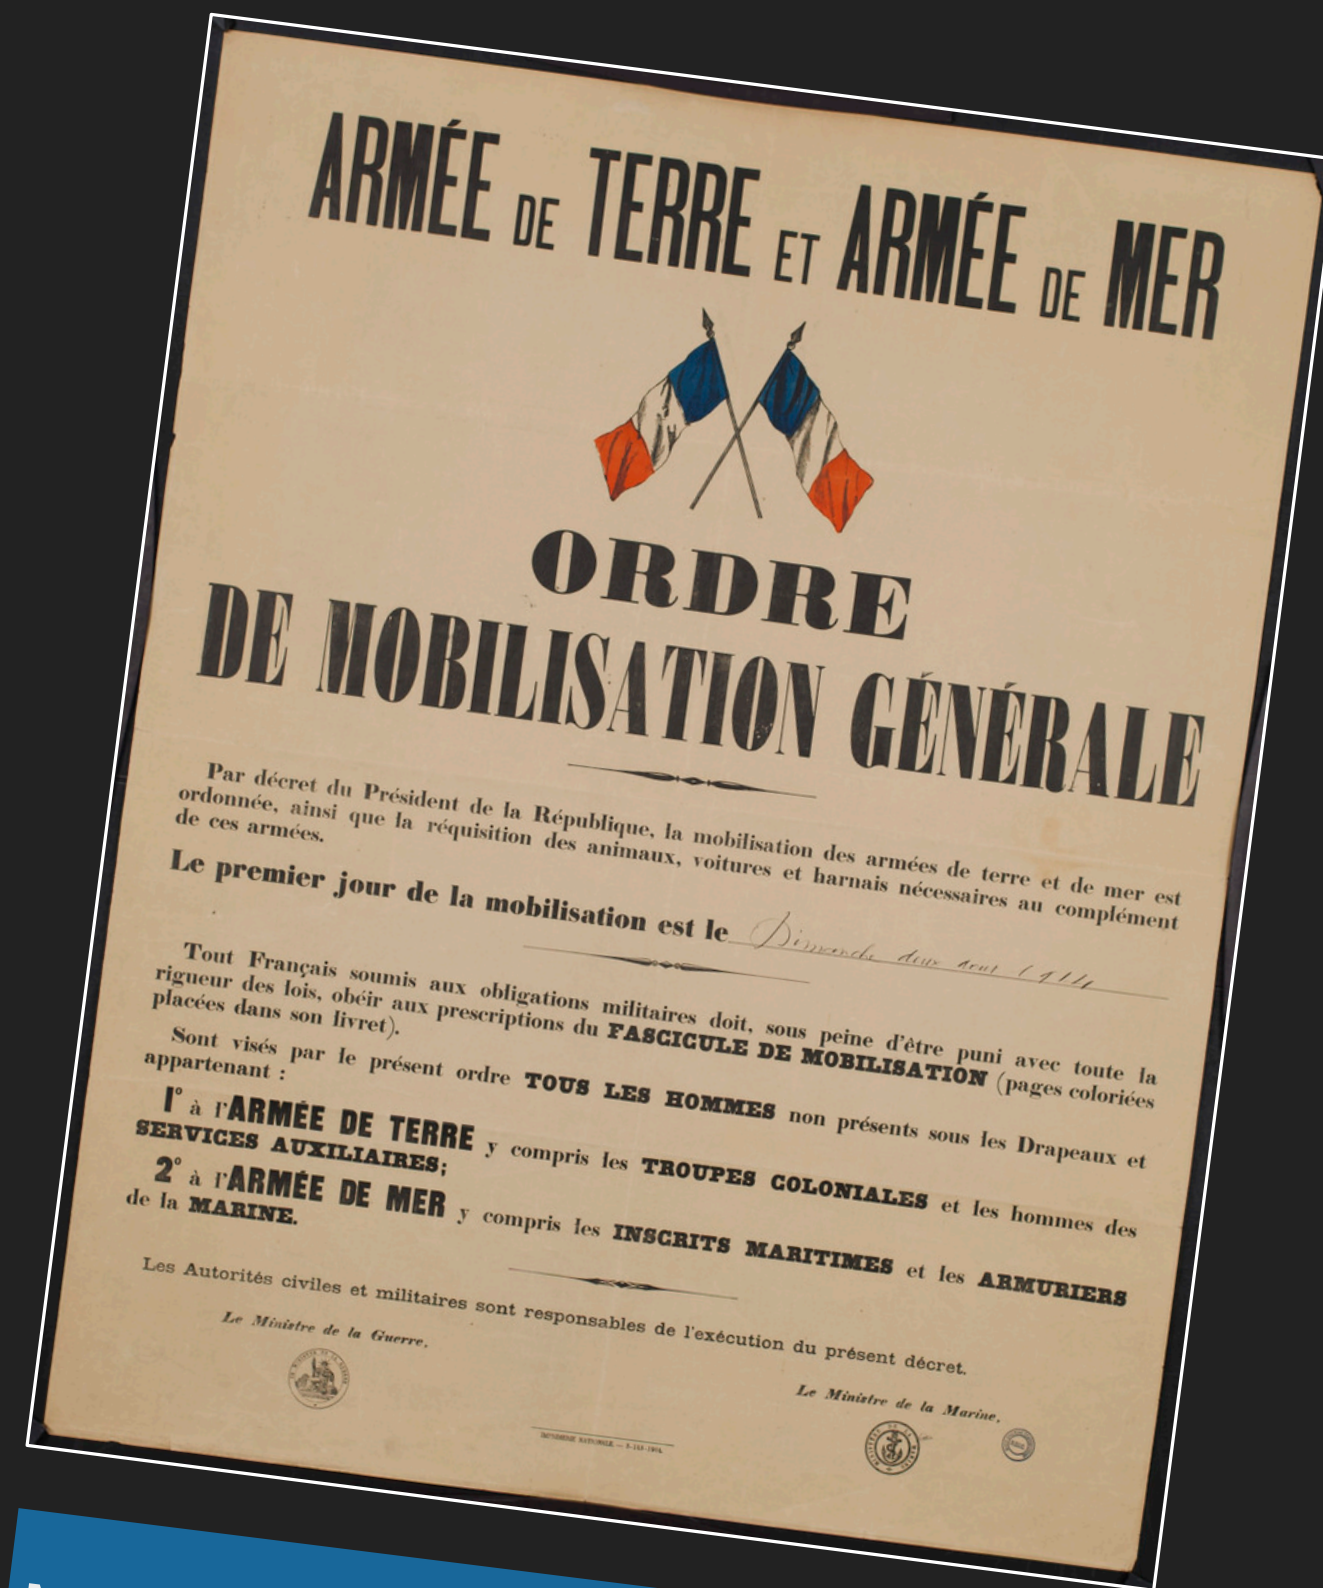 ARMÉE DE TERRE ET ARMÉE DE MER
ORDRE
DE MOBILISATION GÉNÉRALE
Par décret du Président de la République, la mobilisation des armées de terre et de mer est
ordonnée, ainsi que la réquisition des animaux, voitures et harnais nécessaires au complément
de ces armées.
Le premier jour de la mobilisation est le Dimanche deux aout 1914
Tout Français soumis aux obligations militaires doit, sous peine d'être puni avec toute la
rigueur des lois, obéir aux prescriptions du FASCICULE DE MOBILISATION (pages coloriées
placées dans son livret).
Sont visés par le présent ordre TOUS LES HOMMES non présents sous les Drapeaux et
appartenant :
1° à l'ARMÉE DE TERRE y compris les TROUPES COLONIALES et les hommes des
SERVICES AUXILIAIRES;
2° à l'ARMÉE DE MER y compris les INSCRITS MARITIMES et les ARMURIERS
de la MARINE.
Les Autorités civiles et militaires sont responsables de l'exécution du présent décret.
Le Ministre de la Guerre,
Le Ministre de la Marine,
IMPRIMERIE NATIONALE